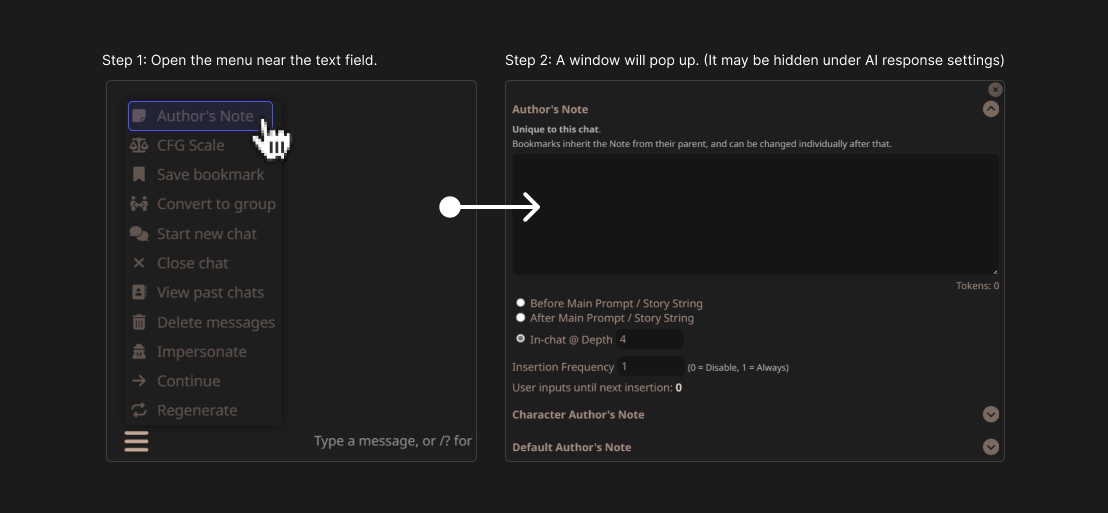 Step 1: Open the menu near the text field.
Author's Note
CFG Scale
Save bookmark
Convert to group
Start new chat
Close chat
View past chats
Delete messages
Impersonate
Continue
Regenerate
Type a message, or /? for
Step 2: A window will pop up. (It may be hidden under AI response settings)
Author's Note
Unique to this chat.
Bookmarks inherit the Note from their parent, and can be changed individually after that.
Tokens: 0
Before Main Prompt / Story String
After Main Prompt / Story String
In-chat @ Depth 4
Insertion Frequency 1 (0 = Disable, 1 = Always)
User inputs until next insertion: 0
Character Author's Note
Default Author's Note